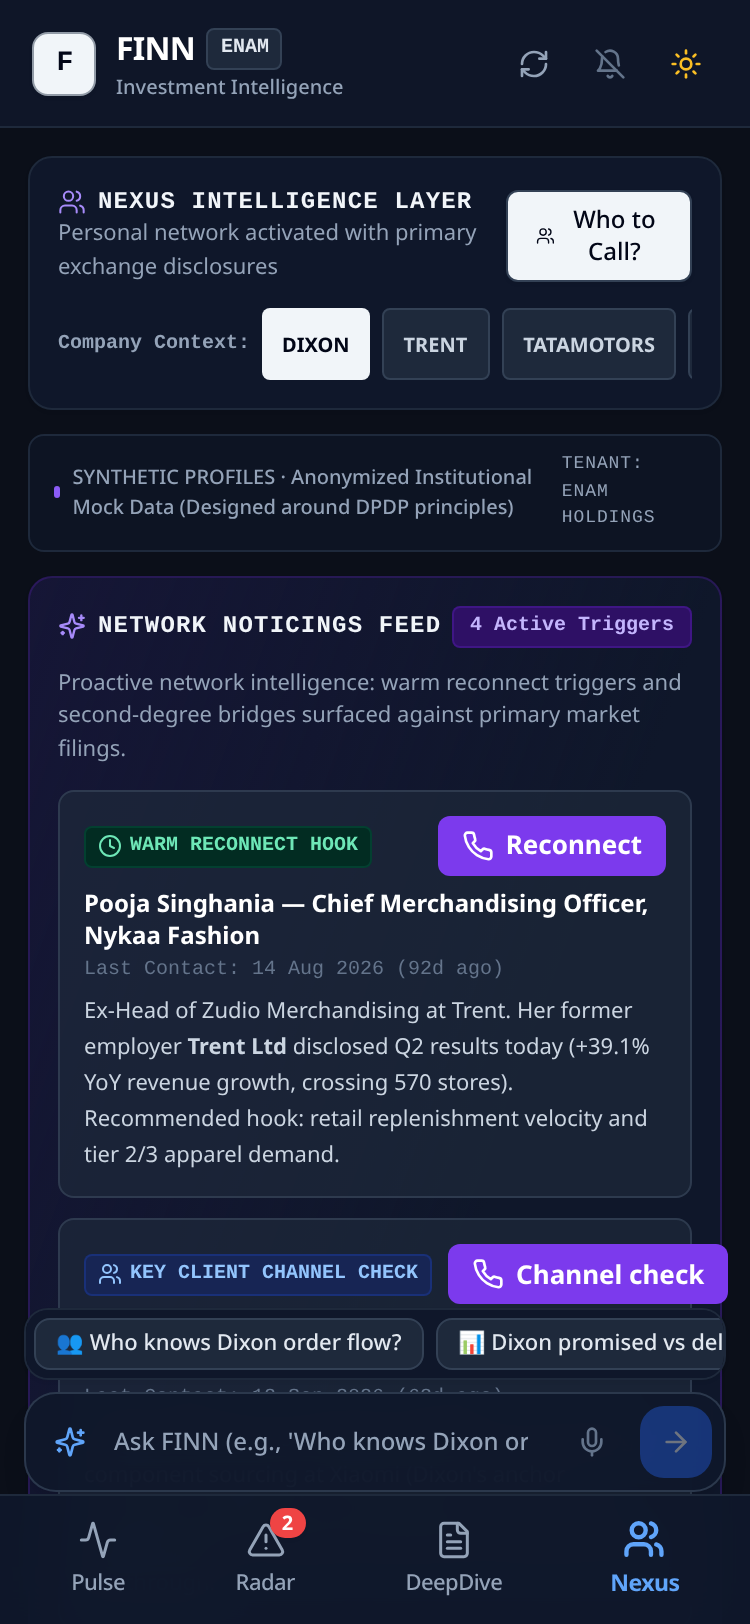 F
FINN ENAM
Investment Intelligence
NEXUS INTELLIGENCE LAYER
Personal network activated with primary
exchange disclosures
Who to
Call?
Company Context: DIXON TRENT TATAMOTORS
SYNTHETIC PROFILES · Anonymized Institutional
Mock Data (Designed around DPDP principles)
TENANT:
ENAM
HOLDINGS
NETWORK NOTICINGS FEED 4 Active Triggers
Proactive network intelligence: warm reconnect triggers and
second-degree bridges surfaced against primary market
filings.
WARM RECONNECT HOOK Reconnect
Pooja Singhania — Chief Merchandising Officer,
Nykaa Fashion
Last Contact: 14 Aug 2026 (92d ago)
Ex-Head of Zudio Merchandising at Trent. Her former
employer Trent Ltd disclosed Q2 results today (+39.1%
YoY revenue growth, crossing 570 stores).
Recommended hook: retail replenishment velocity and
tier 2/3 apparel demand.
KEY CLIENT CHANNEL CHECK Channel check
👥 Who knows Dixon order flow? 📊 Dixon promised vs del
Ask FINN (e.g., 'Who knows Dixon or
2
Pulse Radar DeepDive Nexus